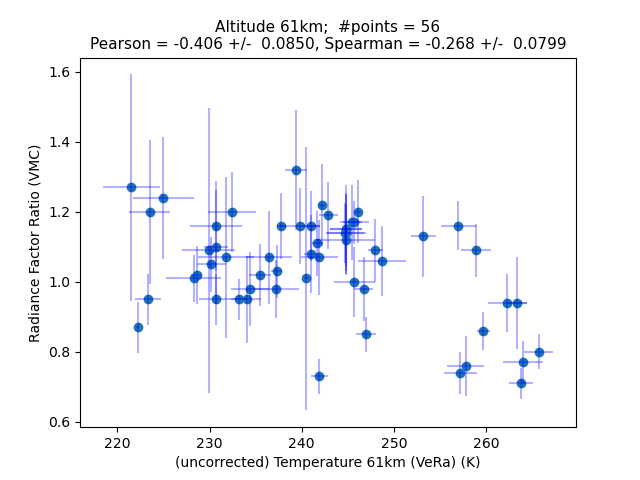 Altitude 61km;  #points = 56
Pearson = -0.406 +/-  0.0850, Spearman = -0.268 +/-  0.0799
1.6
1.4
1.2
1.0
0.8
0.6
Radiance Factor Ratio (VMC)
220 230 240 250 260
(uncorrected) Temperature 61km (VeRa) (K)